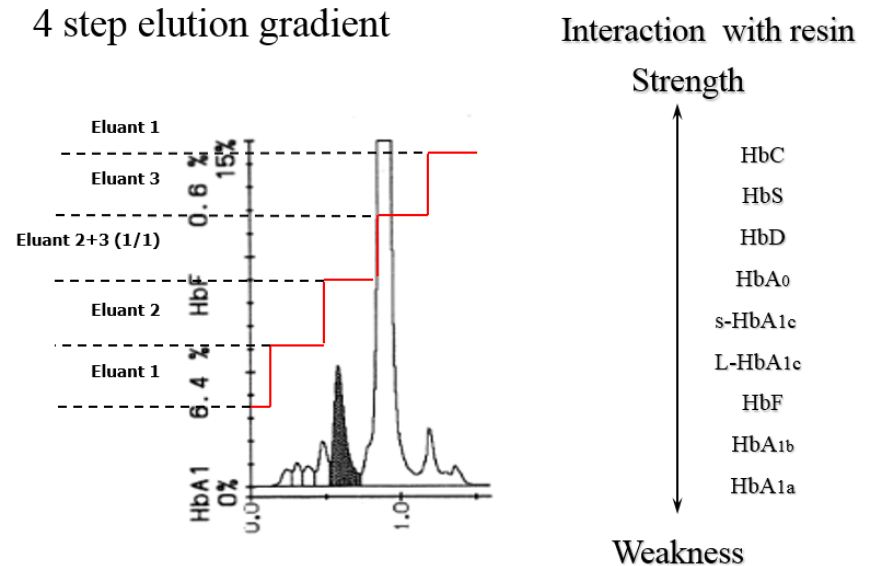 4 step elution gradient
Interaction with resin
Strength
Eluant 1
Eluant 3
Eluant 2+3 (1/1)
Eluant 2
Eluant 1
HbA1 6.4 % HbF 0.6 %
0% 15%
0.0 1.0
HbC
HbS
HbD
HbA0
s-HbA1c
L-HbA1c
HbF
HbA1b
HbA1a
Weakness